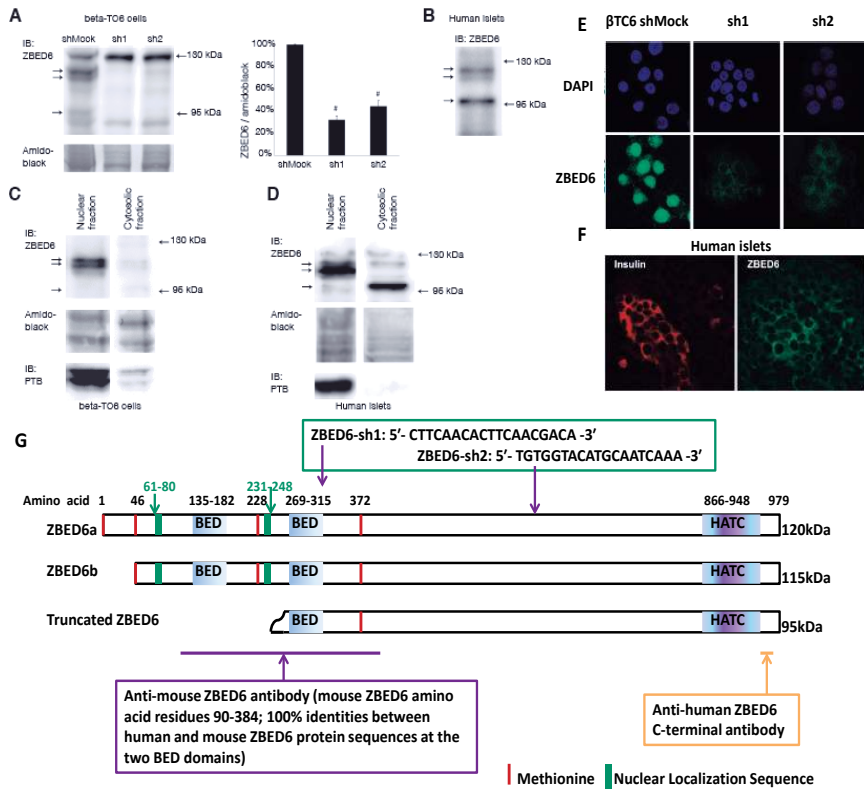 A
beta-TO6 cells
IB:
ZBED6
shMock
sh1
sh2
130 kDa
95 kDa
Amido-
black
ZBED6 / amidoblack
100%
80%
60%
40%
20%
0%
#
#
shMock
sh1
sh2
B
Human islets
IB: ZBED6
130 kDa
95 kDa
C
Nuclear
fraction
Cytosolic
fraction
IB:
ZBED6
130 kDa
95 kDa
Amido-
black
IB:
PTB
beta-TO6 cells
D
Nuclear
fraction
Cytosolic
fraction
IB:
ZBED6
130 kDa
95 kDa
Amido-
black
IB:
PTB
Human islets
E
βTC6 shMock
sh1
sh2
DAPI
ZBED6
F
Human islets
Insulin
ZBED6
G
ZBED6-sh1: 5′- CTTCAACACTTCAACGACA -3′
ZBED6-sh2: 5′- TGTGGTACATGCAATCAAA -3′
61-80
231-248
Amino acid 1 46 135-182 228 269-315 372 866-948 979
ZBED6a BED BED HATC 120kDa
ZBED6b BED BED HATC 115kDa
Truncated ZBED6 BED HATC 95kDa
Anti-mouse ZBED6 antibody (mouse ZBED6 amino
acid residues 90-384; 100% identities between
human and mouse ZBED6 protein sequences at the
two BED domains)
Anti-human ZBED6
C-terminal antibody
Methionine
Nuclear Localization Sequence